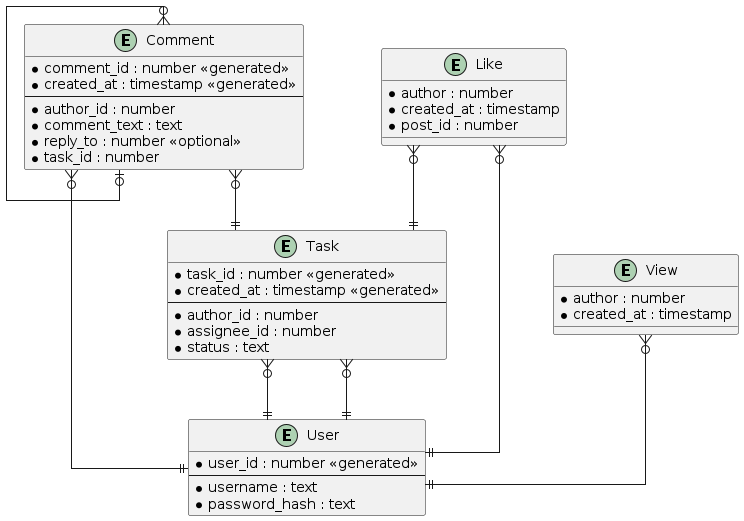 E Comment
comment_id : number «generated»
created_at : timestamp «generated»
author_id : number
comment_text : text
reply_to : number «optional»
task_id : number
E Like
author : number
created_at : timestamp
post_id : number
E Task
task_id : number «generated»
created_at : timestamp «generated»
author_id : number
assignee_id : number
status : text
E View
author : number
created_at : timestamp
E User
user_id : number «generated»
username : text
password_hash : text